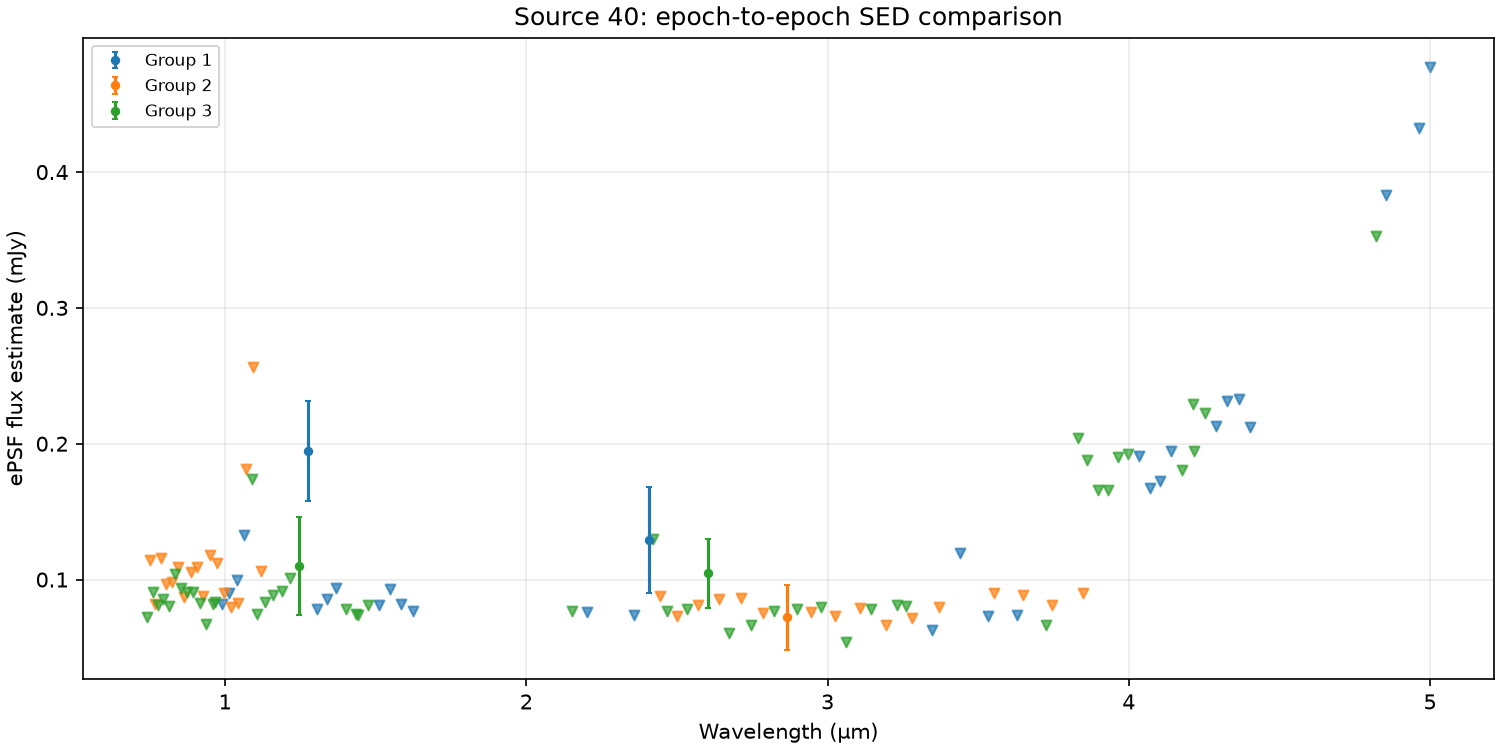 Source 40: epoch-to-epoch SED comparison
Group 1
Group 2
Group 3
ePSF flux estimate (mJy)
0.4
0.3
0.2
0.1
1 2 3 4 5
Wavelength (μm)